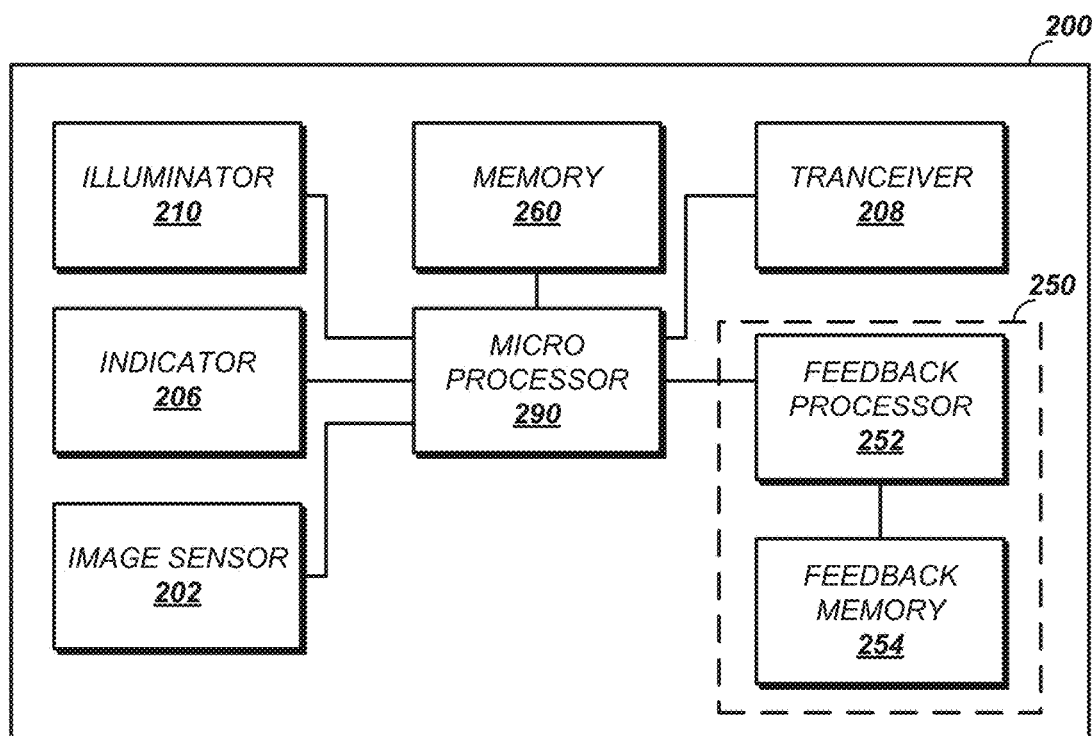 200
ILLUMINATOR
210
MEMORY
260
TRANCEIVER
208
250
INDICATOR
206
MICRO
PROCESSOR
290
FEEDBACK
PROCESSOR
252
IMAGE SENSOR
202
FEEDBACK
MEMORY
254